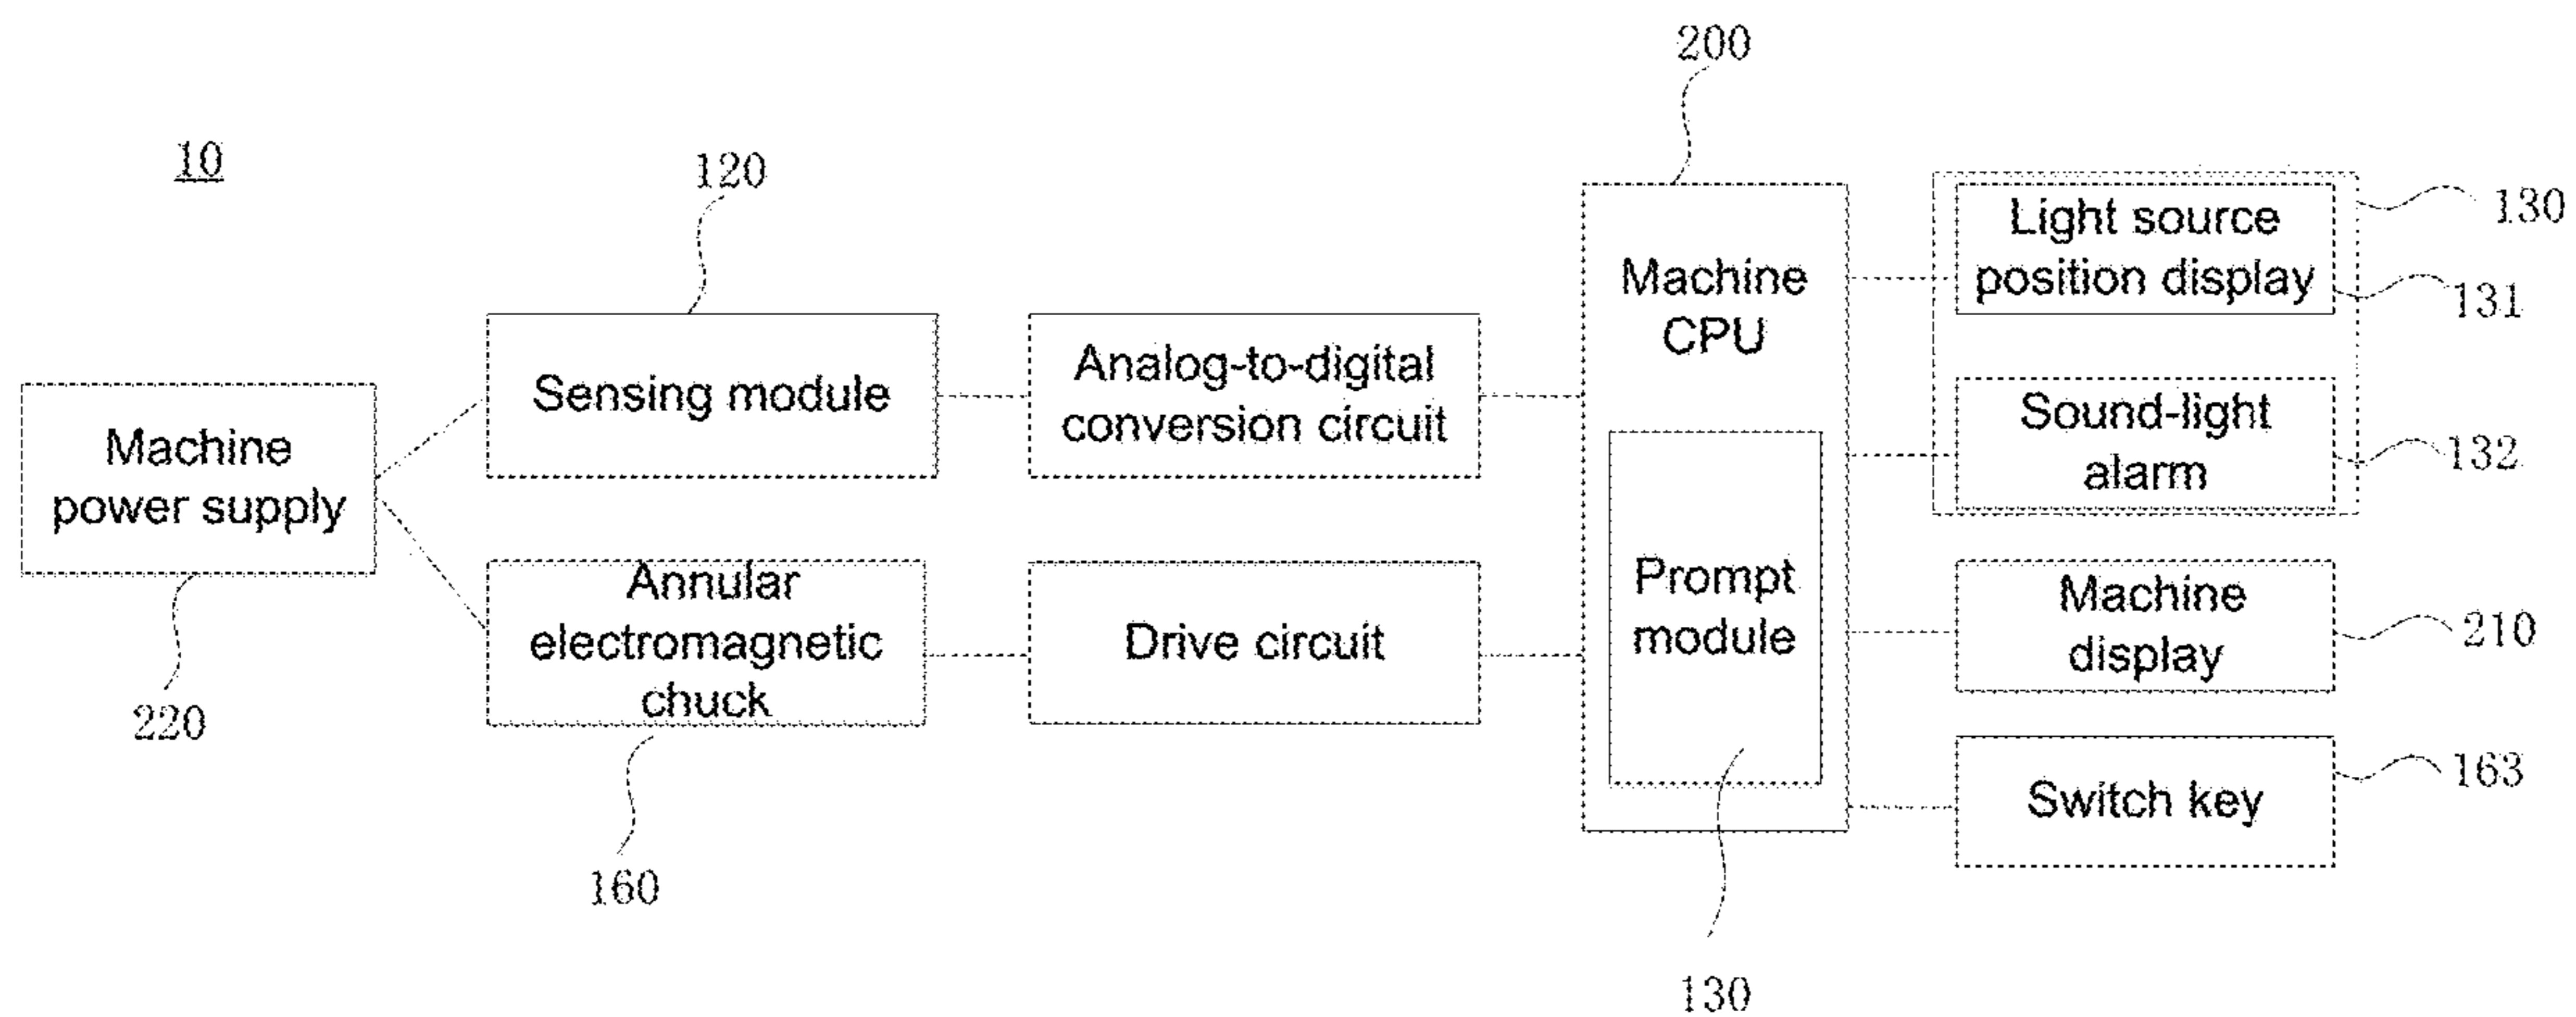 200
10
120
Light source
position display
130
131
Machine
CPU
Sensing module
Analog-to-digital
conversion circuit
Sound-light
alarm
132
Machine
power supply
220
Annular
electromagnetic
chuck
160
Drive circuit
Prompt
module
130
Machine
display
210
Switch key
163